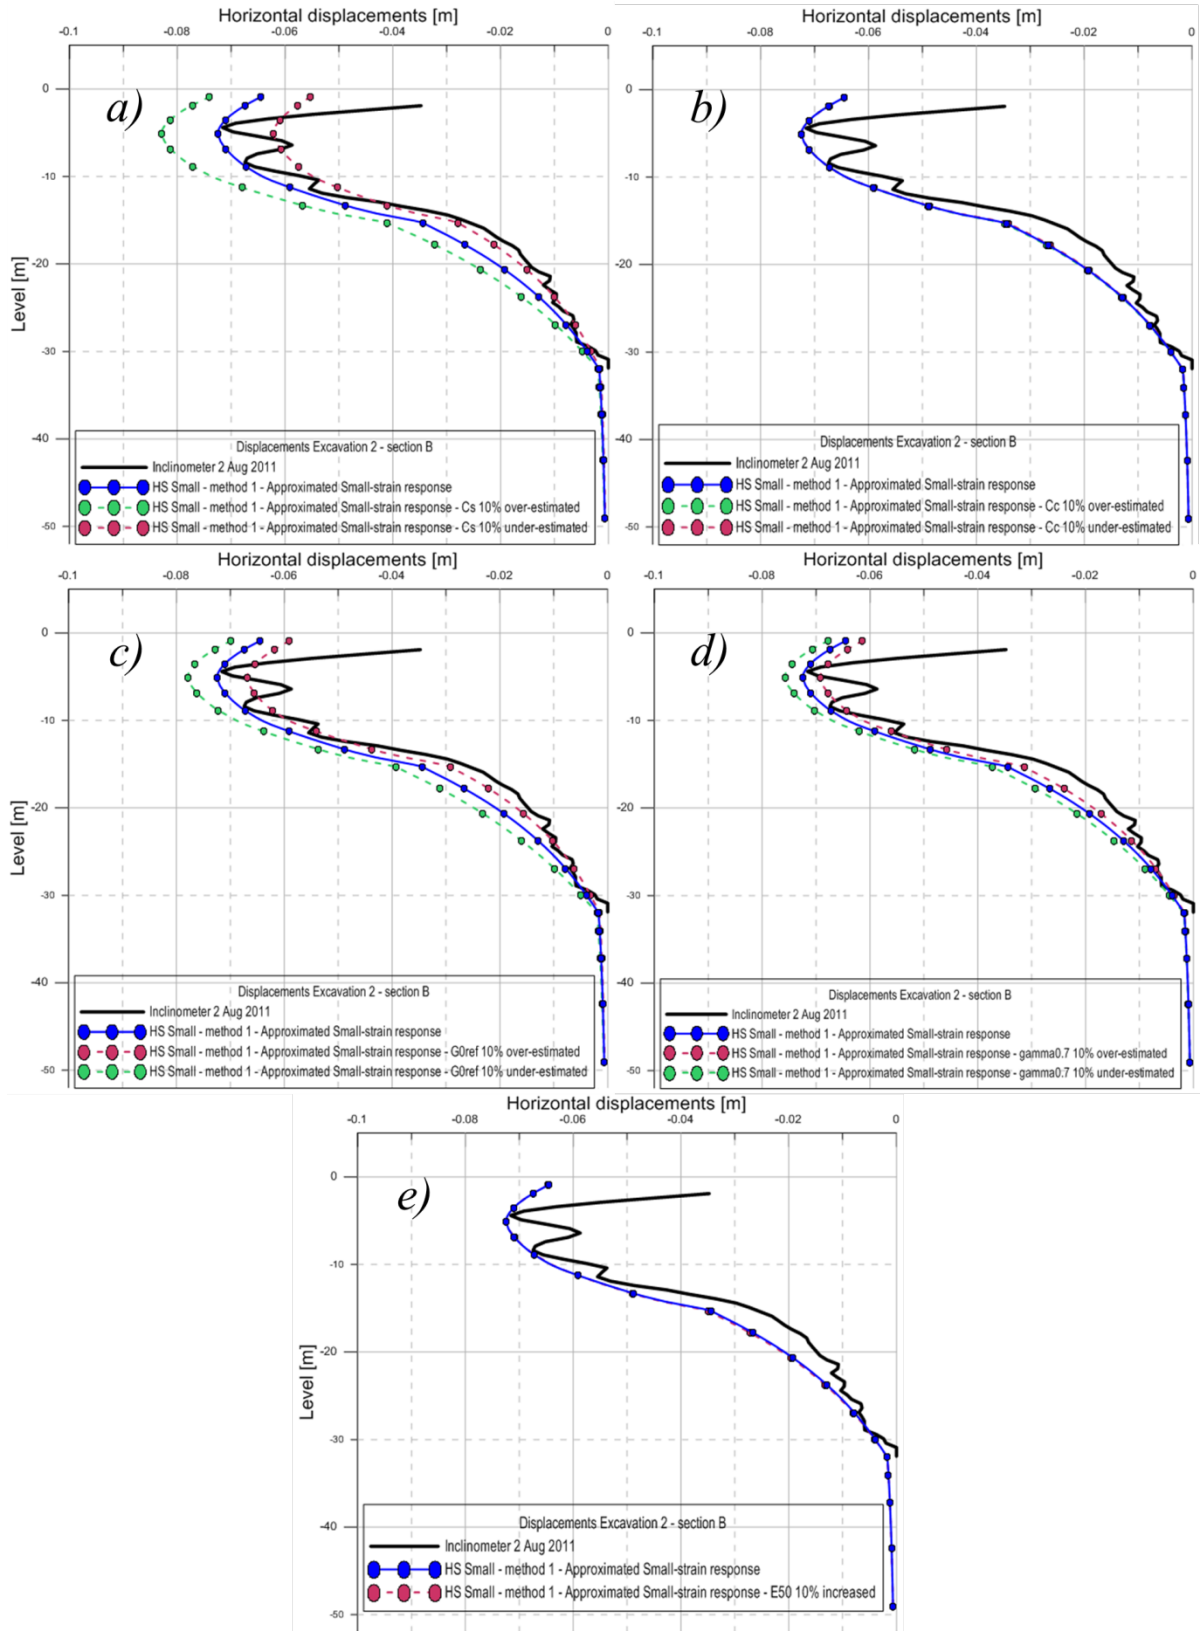 Horizontal displacements [m]
-0.1 -0.08 -0.06 -0.04 -0.02 0
a)
Level [m]
0
-10
-20
-30
-40
-50
Displacements Excavation 2 - section B
Inclinometer 2 Aug 2011
HS Small - method 1 - Approximated Small-strain response
HS Small - method 1 - Approximated Small-strain response - Cs 10% over-estimated
HS Small - method 1 - Approximated Small-strain response - Cs 10% under-estimated
Horizontal displacements [m]
-0.1 -0.08 -0.06 -0.04 -0.02 0
b)
0
-10
-20
-30
-40
-50
Displacements Excavation 2 - section B
Inclinometer 2 Aug 2011
HS Small - method 1 - Approximated Small-strain response
HS Small - method 1 - Approximated Small-strain response - Cc 10% over-estimated
HS Small - method 1 - Approximated Small-strain response - Cc 10% under-estimated
Horizontal displacements [m]
-0.1 -0.08 -0.06 -0.04 -0.02 0
c)
Level [m]
0
-10
-20
-30
-40
-50
Displacements Excavation 2 - section B
Inclinometer 2 Aug 2011
HS Small - method 1 - Approximated Small-strain response
HS Small - method 1 - Approximated Small-strain response - G0ref 10% over-estimated
HS Small - method 1 - Approximated Small-strain response - G0ref 10% under-estimated
Horizontal displacements [m]
-0.1 -0.08 -0.06 -0.04 -0.02 0
d)
0
-10
-20
-30
-40
-50
Displacements Excavation 2 - section B
Inclinometer 2 Aug 2011
HS Small - method 1 - Approximated Small-strain response
HS Small - method 1 - Approximated Small-strain response - gamma0.7 10% over-estimated
HS Small - method 1 - Approximated Small-strain response - gamma0.7 10% under-estimated
Horizontal displacements [m]
-0.1 -0.08 -0.06 -0.04 -0.02 0
e)
Level [m]
0
-10
-20
-30
-40
-50
Displacements Excavation 2 - section B
Inclinometer 2 Aug 2011
HS Small - method 1 - Approximated Small-strain response
HS Small - method 1 - Approximated Small-strain response - E50 10% increased